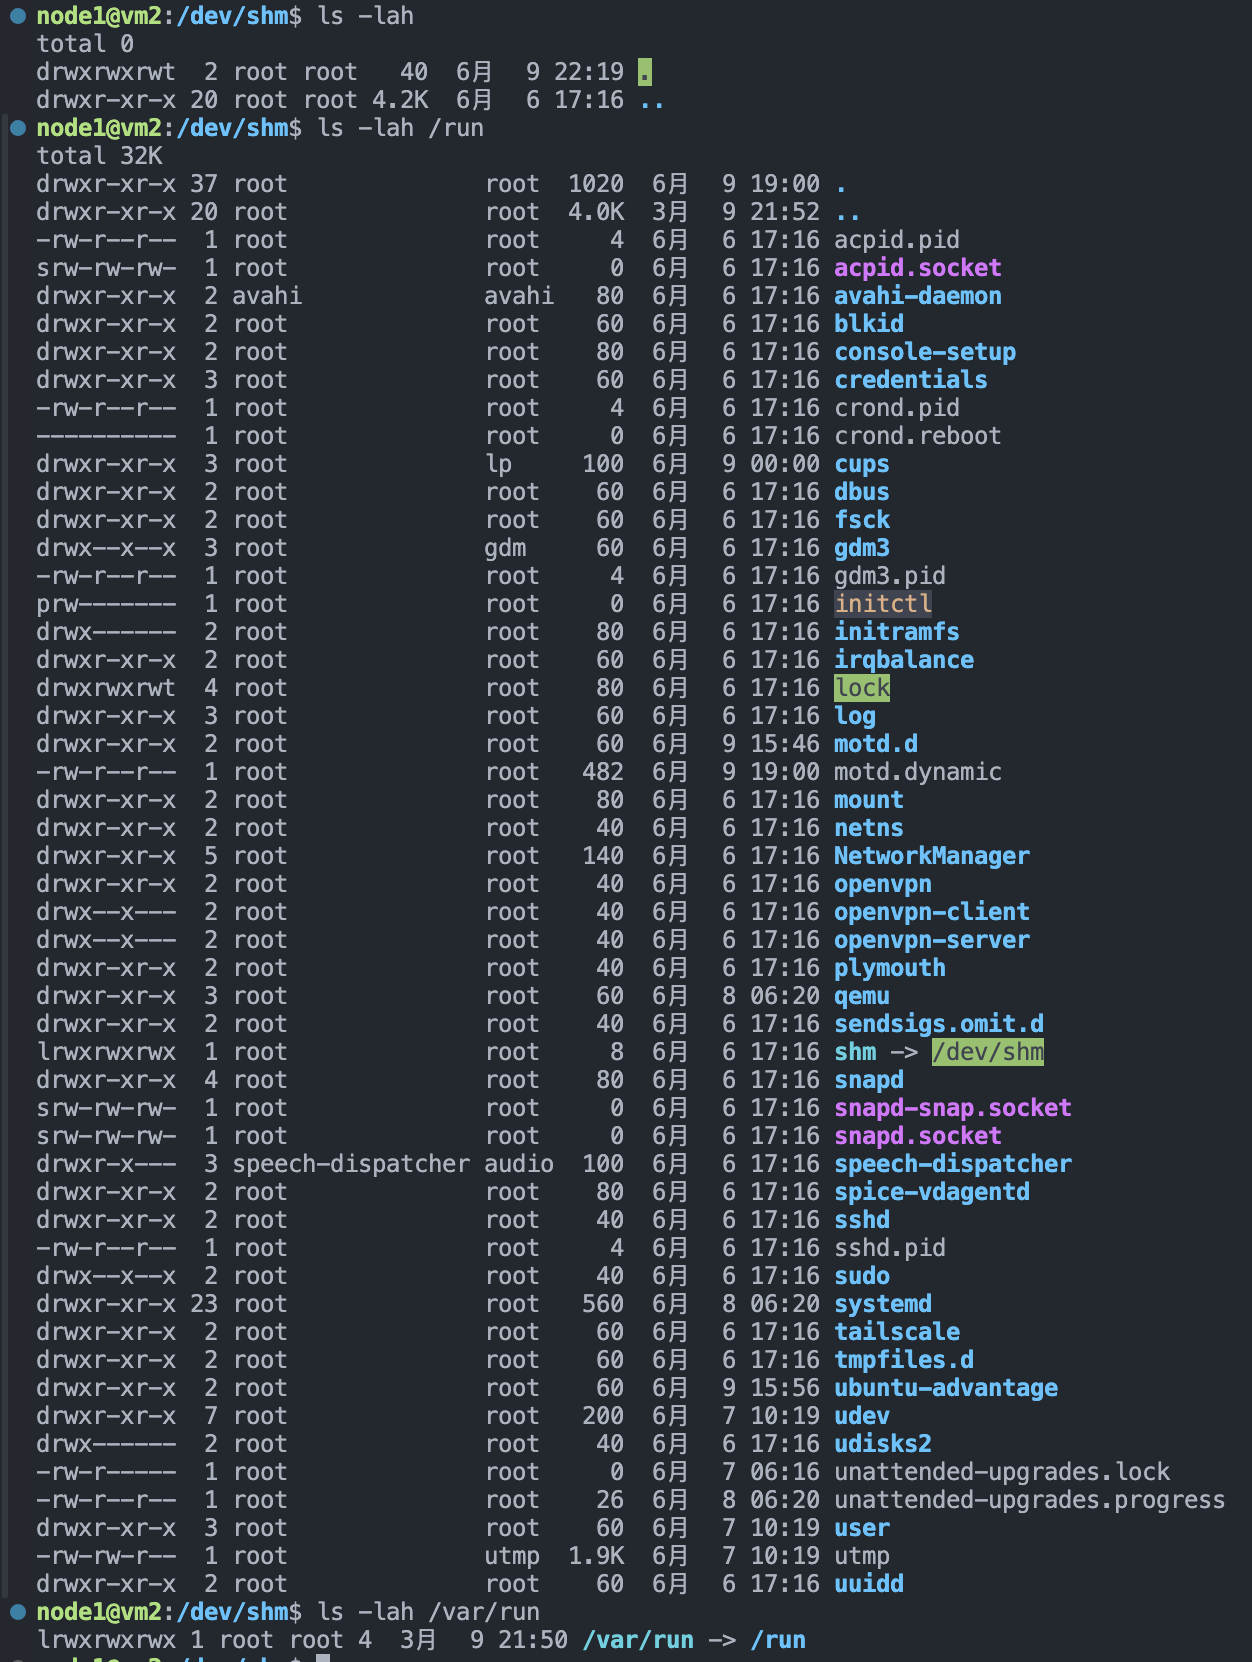 node1@vm2:/dev/shm$ ls -lah
total 0
drwxrwxrwt  2 root root   40  6月   9 22:19 .
drwxr-xr-x 20 root root 4.2K  6月   6 17:16 ..
node1@vm2:/dev/shm$ ls -lah /run
total 32K
drwxr-xr-x 37 root              root  1020  6月   9 19:00 .
drwxr-xr-x 20 root              root  4.0K  3月   9 21:52 ..
-rw-r--r--  1 root              root     4  6月   6 17:16 acpid.pid
srw-rw-rw-  1 root              root     0  6月   6 17:16 acpid.socket
drwxr-xr-x  2 avahi             avahi   80  6月   6 17:16 avahi-daemon
drwxr-xr-x  2 root              root    60  6月   6 17:16 blkid
drwxr-xr-x  2 root              root    80  6月   6 17:16 console-setup
drwxr-xr-x  3 root              root    60  6月   6 17:16 credentials
-rw-r--r--  1 root              root     4  6月   6 17:16 crond.pid
----------  1 root              root     0  6月   6 17:16 crond.reboot
drwxr-xr-x  3 root              lp     100  6月   9 00:00 cups
drwxr-xr-x  2 root              root    60  6月   6 17:16 dbus
drwxr-xr-x  2 root              root    60  6月   6 17:16 fsck
drwx--x--x  3 root              gdm     60  6月   6 17:16 gdm3
-rw-r--r--  1 root              root     4  6月   6 17:16 gdm3.pid
prw-------  1 root              root     0  6月   6 17:16 initctl
drwx------  2 root              root    80  6月   6 17:16 initramfs
drwxr-xr-x  2 root              root    60  6月   6 17:16 irqbalance
drwxrwxrwt  4 root              root    80  6月   6 17:16 lock
drwxr-xr-x  3 root              root    60  6月   6 17:16 log
drwxr-xr-x  2 root              root    60  6月   9 15:46 motd.d
-rw-r--r--  1 root              root   482  6月   9 19:00 motd.dynamic
drwxr-xr-x  2 root              root    80  6月   6 17:16 mount
drwxr-xr-x  2 root              root    40  6月   6 17:16 netns
drwxr-xr-x  5 root              root   140  6月   6 17:16 NetworkManager
drwxr-xr-x  2 root              root    40  6月   6 17:16 openvpn
drwx--x---  2 root              root    40  6月   6 17:16 openvpn-client
drwx--x---  2 root              root    40  6月   6 17:16 openvpn-server
drwxr-xr-x  2 root              root    40  6月   6 17:16 plymouth
drwxr-xr-x  3 root              root    60  6月   8 06:20 qemu
drwxr-xr-x  2 root              root    40  6月   6 17:16 sendsigs.omit.d
lrwxrwxrwx  1 root              root     8  6月   6 17:16 shm -> /dev/shm
drwxr-xr-x  4 root              root    80  6月   6 17:16 snapd
srw-rw-rw-  1 root              root     0  6月   6 17:16 snapd-snap.socket
srw-rw-rw-  1 root              root     0  6月   6 17:16 snapd.socket
drwxr-x---  3 speech-dispatcher audio  100  6月   6 17:16 speech-dispatcher
drwxr-xr-x  2 root              root    80  6月   6 17:16 spice-vdagentd
drwxr-xr-x  2 root              root    40  6月   6 17:16 sshd
-rw-r--r--  1 root              root     4  6月   6 17:16 sshd.pid
drwx--x--x  2 root              root    40  6月   6 17:16 sudo
drwxr-xr-x 23 root              root   560  6月   8 06:20 systemd
drwxr-xr-x  2 root              root    60  6月   6 17:16 tailscale
drwxr-xr-x  2 root              root    60  6月   6 17:16 tmpfiles.d
drwxr-xr-x  2 root              root    60  6月   9 15:56 ubuntu-advantage
drwxr-xr-x  7 root              root   200  6月   7 10:19 udev
drwx------  2 root              root    40  6月   6 17:16 udisks2
-rw-r-----  1 root              root     0  6月   7 06:16 unattended-upgrades.lock
-rw-r--r--  1 root              root    26  6月   8 06:20 unattended-upgrades.progress
drwxr-xr-x  3 root              root    60  6月   7 10:19 user
-rw-rw-r--  1 root              utmp  1.9K  6月   7 10:19 utmp
drwxr-xr-x  2 root              root    60  6月   6 17:16 uuidd
node1@vm2:/dev/shm$ ls -lah /var/run
lrwxrwxrwx 1 root root 4  3月   9 21:50 /var/run -> /run